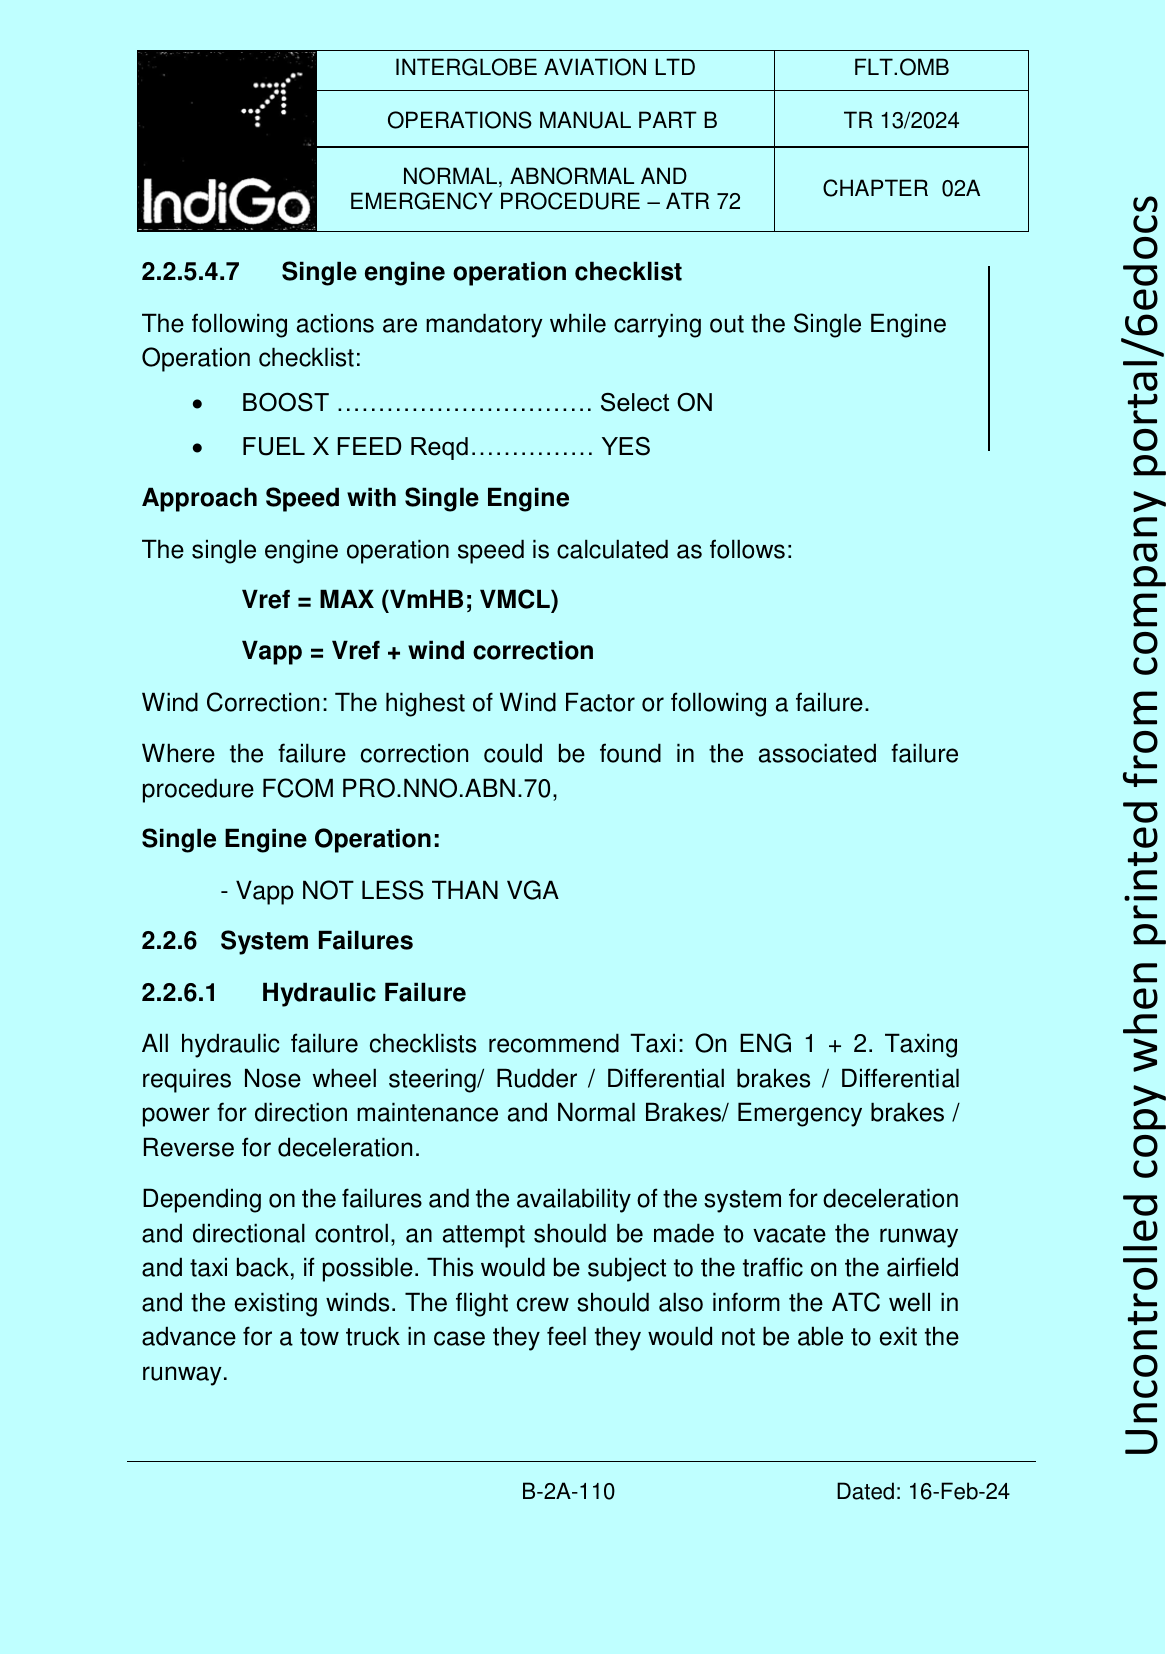 IndiGo
INTERGLOBE AVIATION LTD
FLT.OMB
OPERATIONS MANUAL PART B
TR 13/2024
NORMAL, ABNORMAL AND
EMERGENCY PROCEDURE – ATR 72
CHAPTER 02A
2.2.5.4.7 Single engine operation checklist
The following actions are mandatory while carrying out the Single Engine
Operation checklist:
• BOOST …………………………. Select ON
• FUEL X FEED Reqd…………… YES
Approach Speed with Single Engine
The single engine operation speed is calculated as follows:
Vref = MAX (VmHB; VMCL)
Vapp = Vref + wind correction
Wind Correction: The highest of Wind Factor or following a failure.
Where the failure correction could be found in the associated failure
procedure FCOM PRO.NNO.ABN.70,
Single Engine Operation:
- Vapp NOT LESS THAN VGA
2.2.6 System Failures
2.2.6.1 Hydraulic Failure
All hydraulic failure checklists recommend Taxi: On ENG 1 + 2. Taxing
requires Nose wheel steering/ Rudder / Differential brakes / Differential
power for direction maintenance and Normal Brakes/ Emergency brakes /
Reverse for deceleration.
Depending on the failures and the availability of the system for deceleration
and directional control, an attempt should be made to vacate the runway
and taxi back, if possible. This would be subject to the traffic on the airfield
and the existing winds. The flight crew should also inform the ATC well in
advance for a tow truck in case they feel they would not be able to exit the
runway.
B-2A-110
Dated: 16-Feb-24
Uncontrolled copy when printed from company portal/6edocs